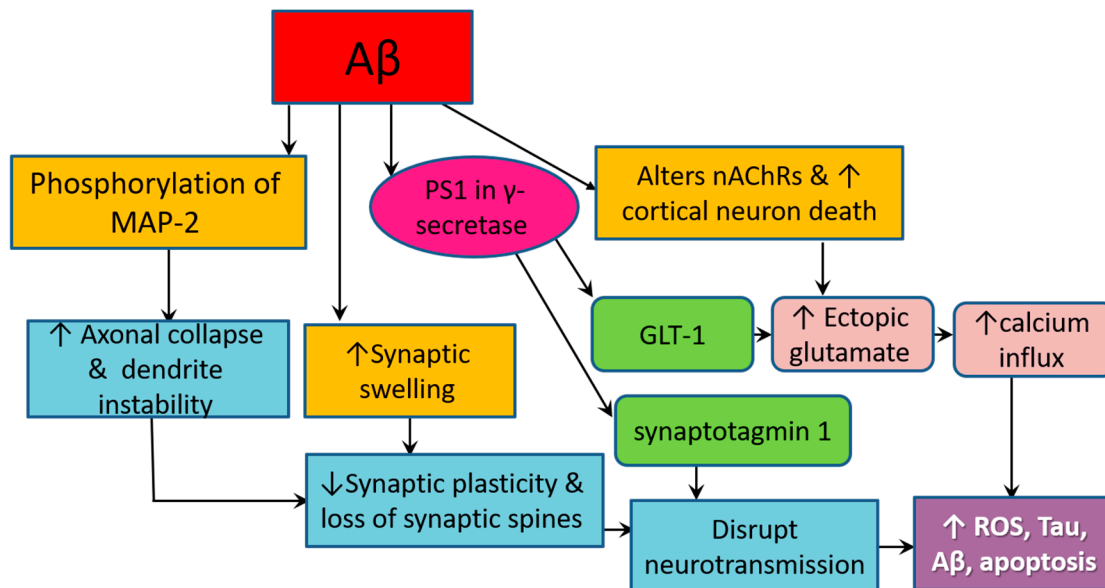 Aβ
Phosphorylation of
MAP-2
PS1 in γ-
secretase
Alters nAChRs & ↑
cortical neuron death
↑ Axonal collapse
& dendrite
instability
↑Synaptic
swelling
GLT-1
↑ Ectopic
glutamate
↑calcium
influx
synaptotagmin 1
↓Synaptic plasticity &
loss of synaptic spines
Disrupt
neurotransmission
↑ ROS, Tau,
Aβ, apoptosis